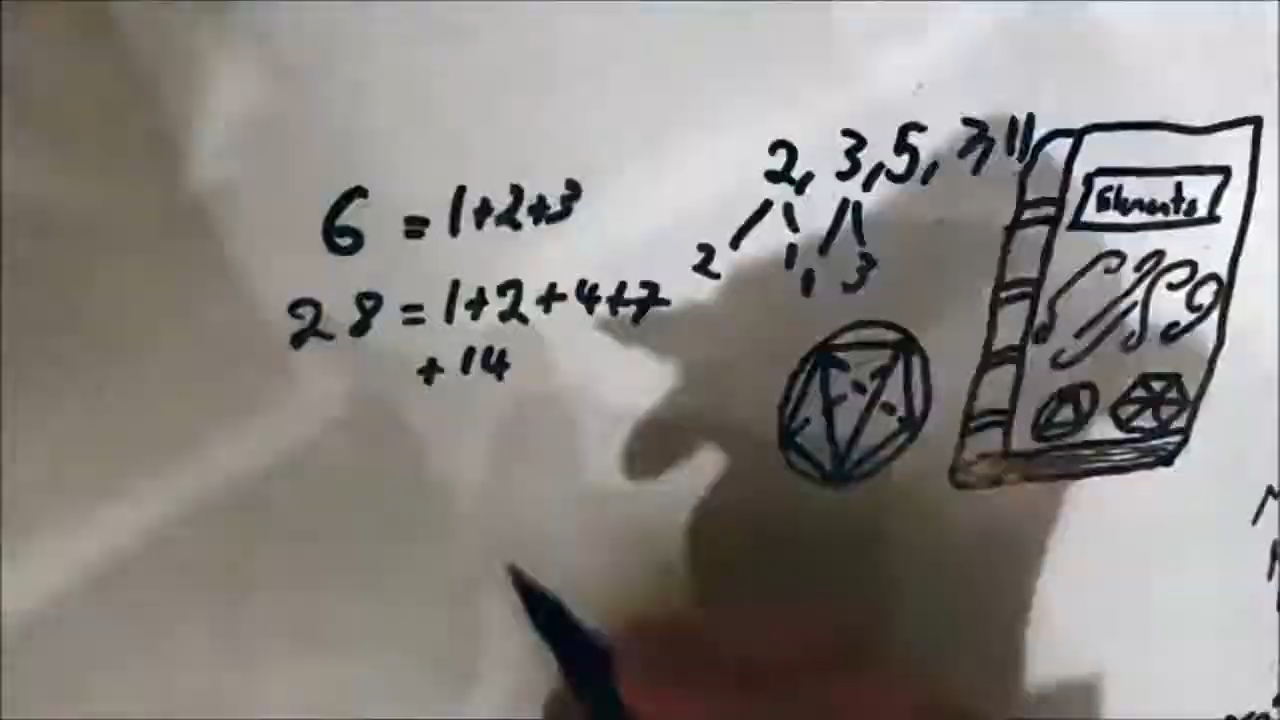 6 = 1+2+3
28 = 1+2+4+7
+ 14
2, 3, 5, 7, 11
2 1 1 3
Elements